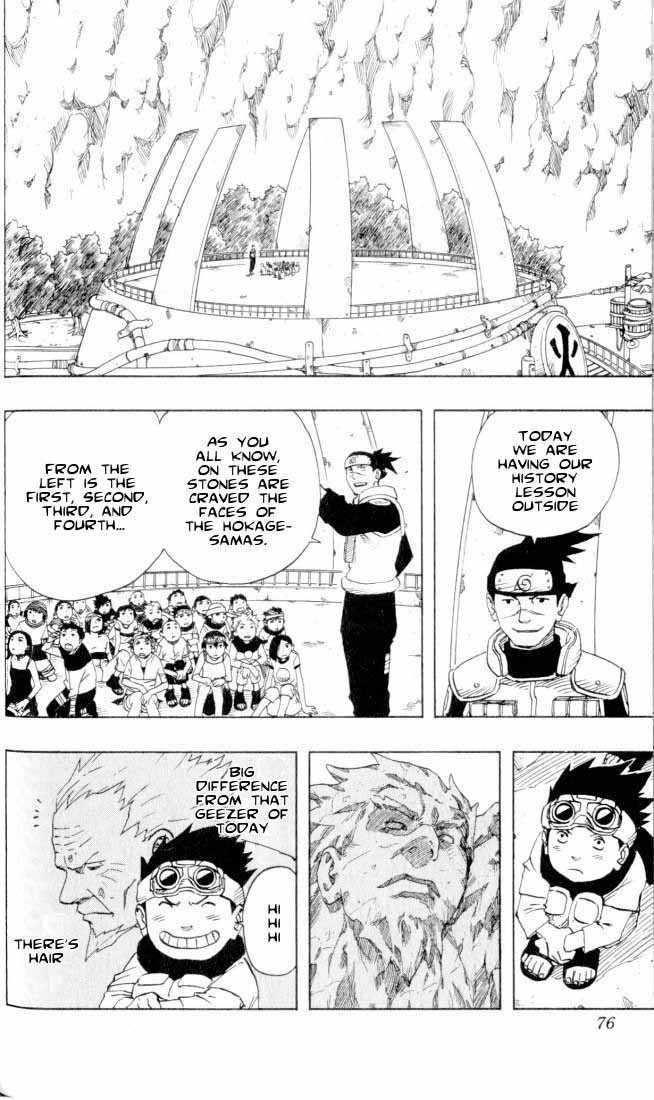 火
TODAY
WE ARE
HAVING OUR
HISTORY
LESSON
OUTSIDE
AS YOU
ALL KNOW,
ON THESE
STONES ARE
CRAVED THE
FACES OF
THE HOKAGE-
SAMAS.
FROM THE
LEFT IS THE
FIRST, SECOND,
THIRD, AND
FOURTH...
BIG
DIFFERENCE
FROM THAT
GEEZER OF
TODAY
HI
HI
HI
THERE'S
HAIR
76